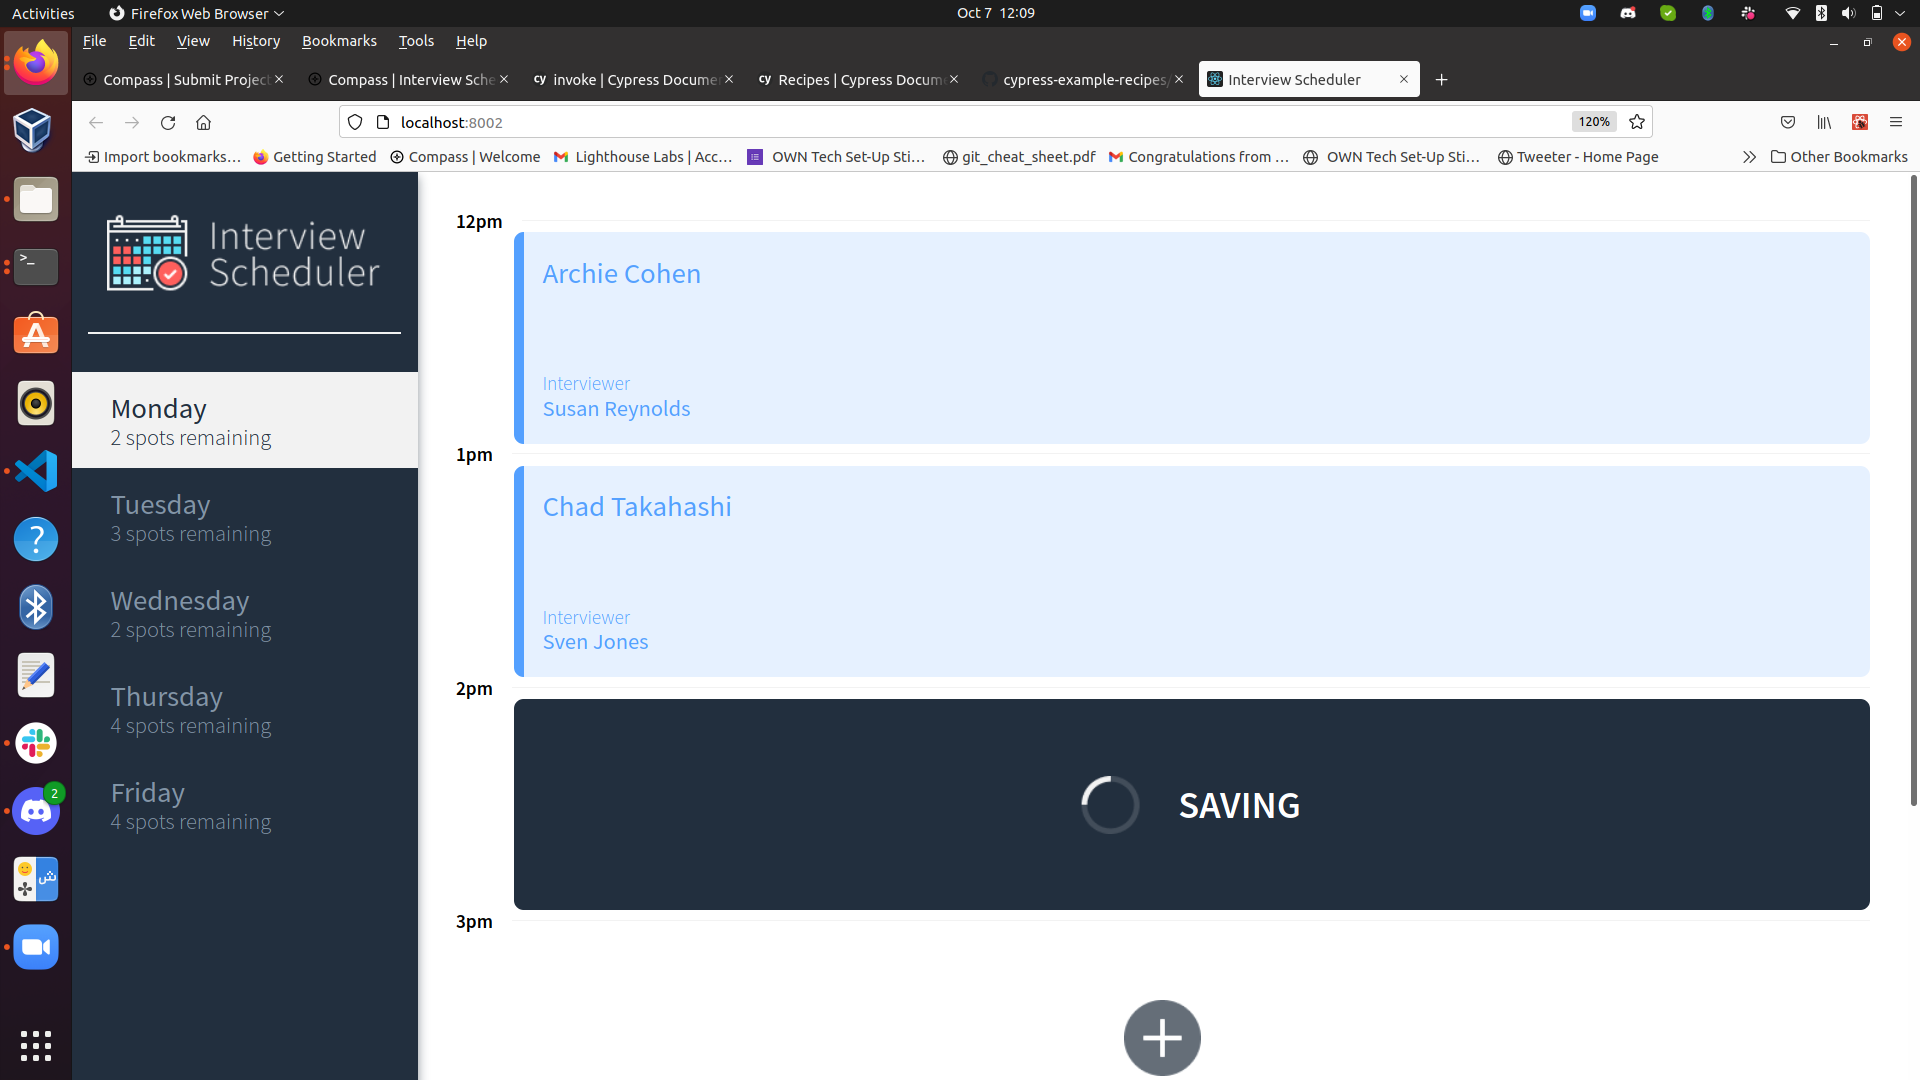 Activities Firefox Web Browser Oct 7 12:09
File Edit View History Bookmarks Tools Help
Compass | Submit Project Compass | Interview Sche invoke | Cypress Docume Recipes | Cypress Docum cypress-example-recipes/ Interview Scheduler
localhost:8002 120%
Import bookmarks... Getting Started Compass | Welcome Lighthouse Labs | Acc... OWN Tech Set-Up Sti... git_cheat_sheet.pdf Congratulations from ... OWN Tech Set-Up Sti... Tweeter - Home Page Other Bookmarks
Interview
Scheduler
Monday
2 spots remaining
Tuesday
3 spots remaining
Wednesday
2 spots remaining
Thursday
4 spots remaining
Friday
4 spots remaining
12pm
Archie Cohen
Interviewer
Susan Reynolds
1pm
Chad Takahashi
Interviewer
Sven Jones
2pm
SAVING
3pm
2